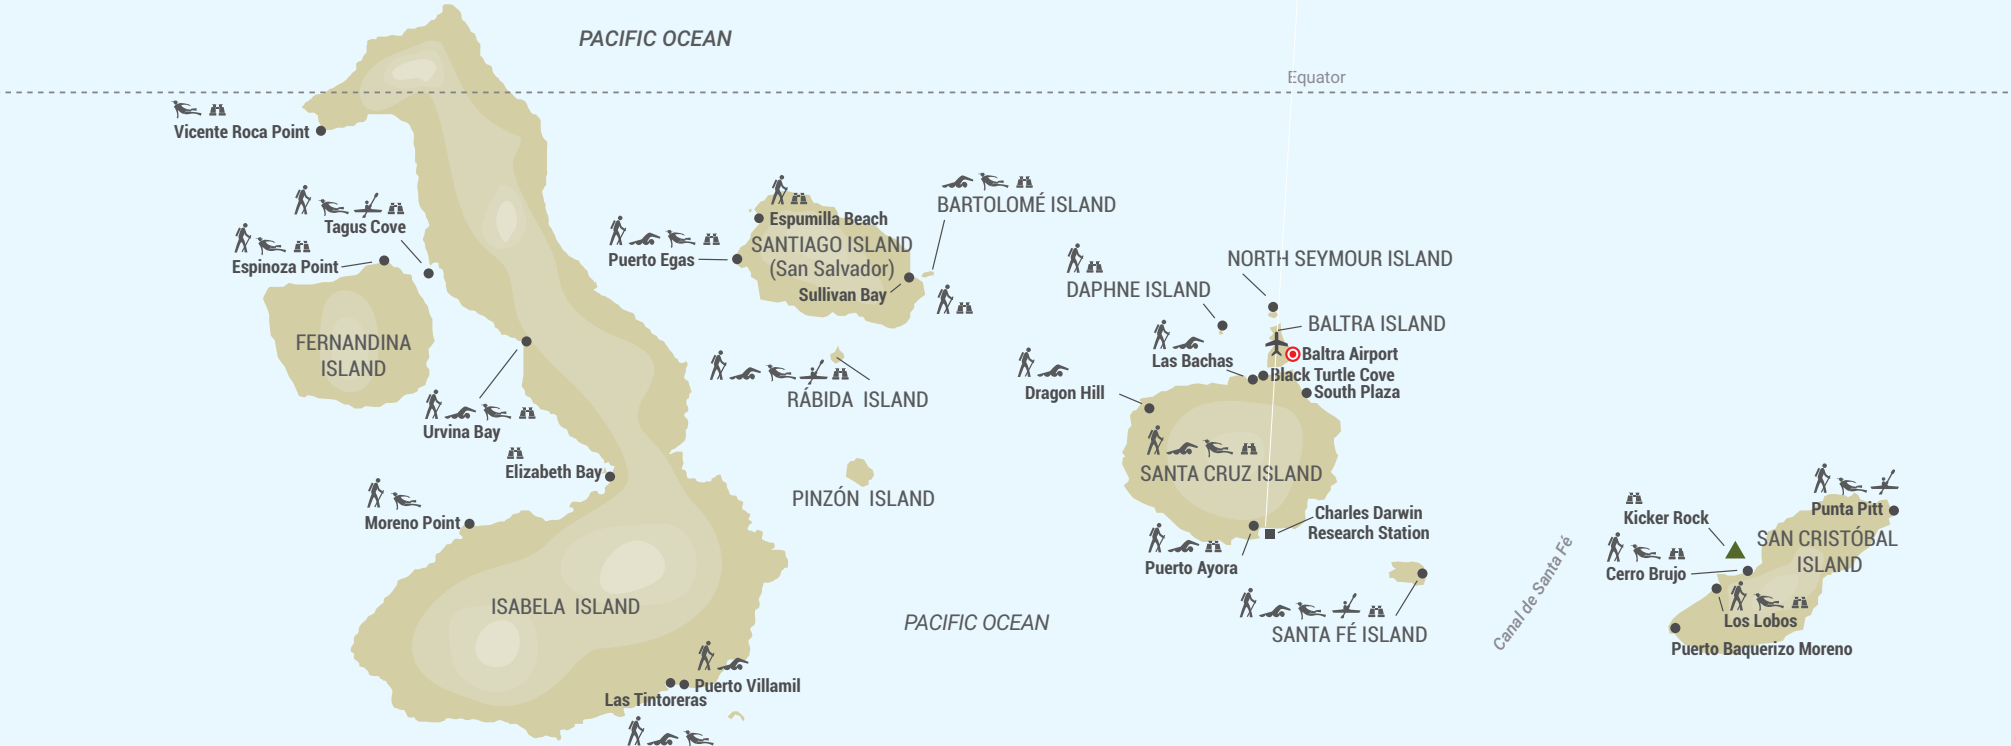 PACIFIC OCEAN
Equator
Vicente Roca Point
Tagus Cove
Espinoza Point
FERNANDINA
ISLAND
Urvina Bay
Elizabeth Bay
Moreno Point
ISABELA ISLAND
Puerto Villamil
Las Tintoreras
Espumilla Beach
SANTIAGO ISLAND
(San Salvador)
Puerto Egas
Sullivan Bay
BARTOLOMÉ ISLAND
RÁBIDA ISLAND
PINZÓN ISLAND
PACIFIC OCEAN
NORTH SEYMOUR ISLAND
DAPHNE ISLAND
BALTRA ISLAND
Baltra Airport
Las Bachas
Black Turtle Cove
South Plaza
Dragon Hill
SANTA CRUZ ISLAND
Charles Darwin
Research Station
Puerto Ayora
SANTA FÉ ISLAND
Canal de Santa Fé
Kicker Rock
Punta Pitt
SAN CRISTÓBAL
ISLAND
Cerro Brujo
Los Lobos
Puerto Baquerizo Moreno